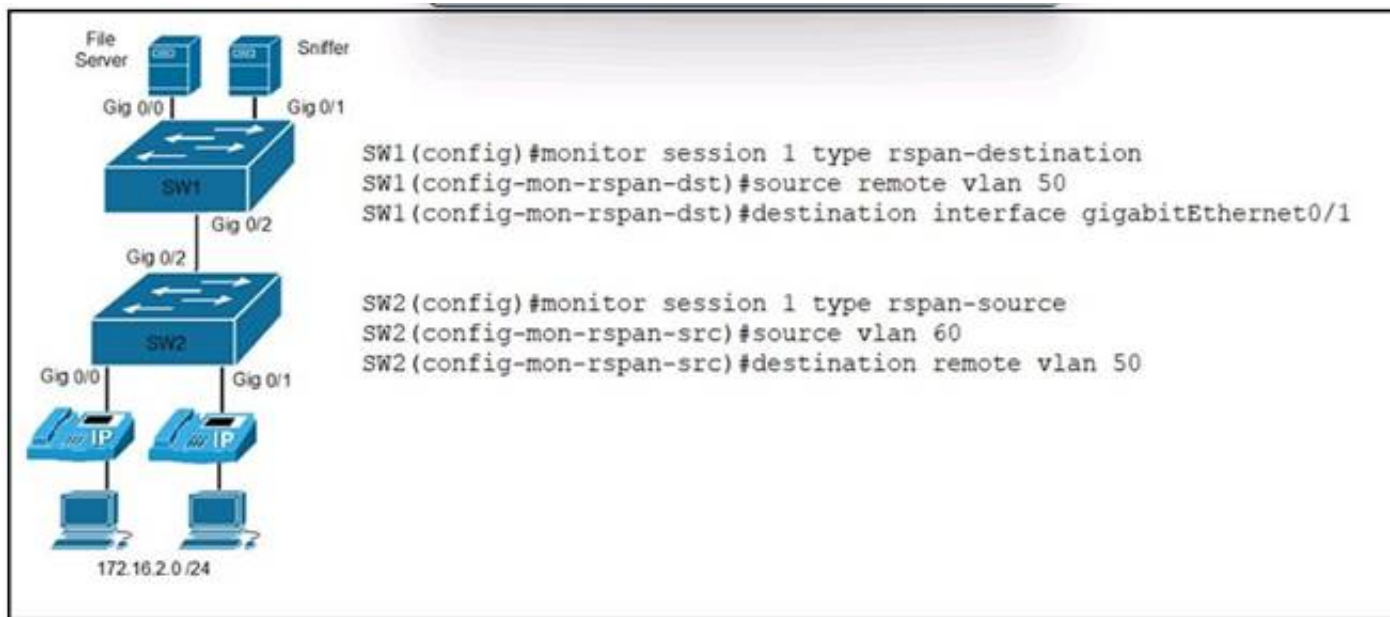 File
Server
Sniffer
Gig 0/0
Gig 0/1
SW1
Gig 0/2
Gig 0/2
SW2
Gig 0/0
Gig 0/1
IP
IP
172.16.2.0 /24
SW1(config)#monitor session 1 type rspan-destination
SW1(config-mon-rspan-dst)#source remote vlan 50
SW1(config-mon-rspan-dst)#destination interface gigabitEthernet0/1
SW2(config)#monitor session 1 type rspan-source
SW2(config-mon-rspan-src)#source vlan 60
SW2(config-mon-rspan-src)#destination remote vlan 50